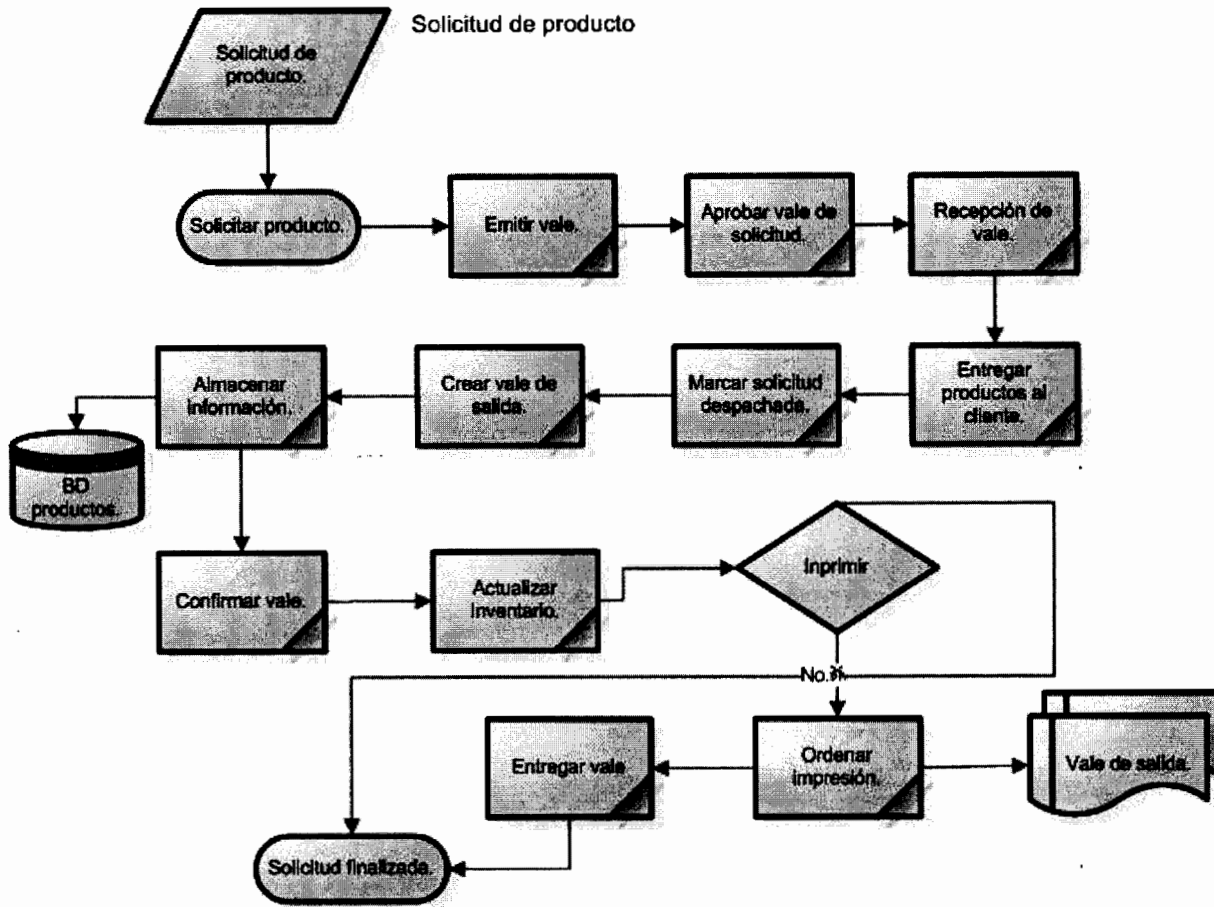 Solicitud de producto
Solicitud de
producto.
Solicitar producto.
Emitir vale.
Aprobar vale de
solicitud.
Recepción de
vale.
Almacenar
información.
Crear vale de
salida.
Marcar solicitud
despachada.
Entregar
productos al
cliente.
BD
productos.
Confirmar vale.
Actualizar
Inventario.
Inprimir
No.
Entregar vale
Ordenar
impresión.
Vale de salida.
Solicitud finalizada.